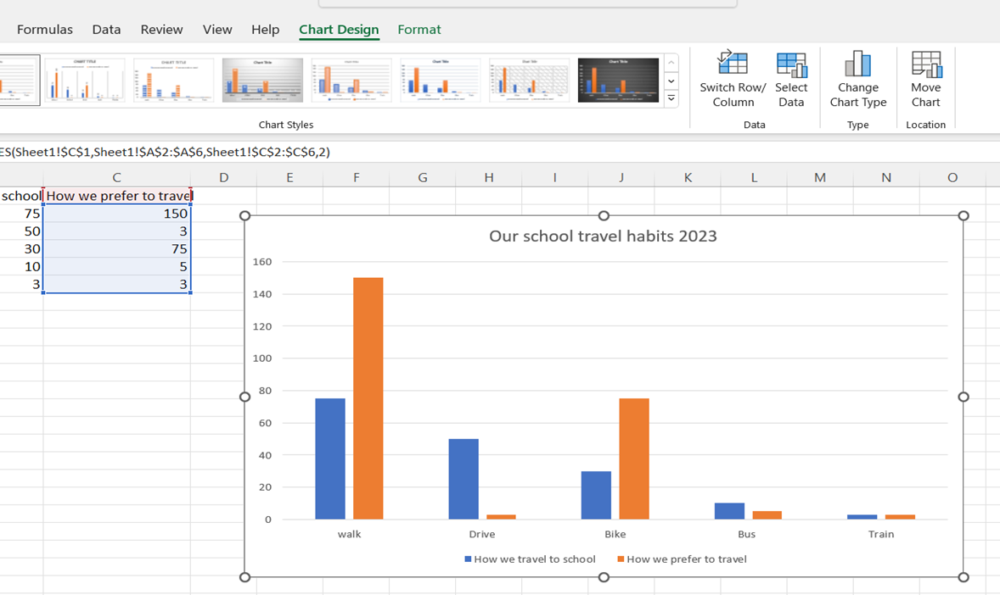 Formulas Data Review View Help Chart Design Format
Switch Row/ Select Change Move
Column Data Chart Type Chart
Chart Styles Data Type Location
ES(Sheet1!$C$1,Sheet1!$A$2:$A$6,Sheet1!$C$2:$C$6,2)
C D E F G H I J K L M N O
school How we prefer to travel
75 150
50 3
30 75
10 5
3 3
Our school travel habits 2023
160
140
120
100
80
60
40
20
0
walk Drive Bike Bus Train
How we travel to school How we prefer to travel